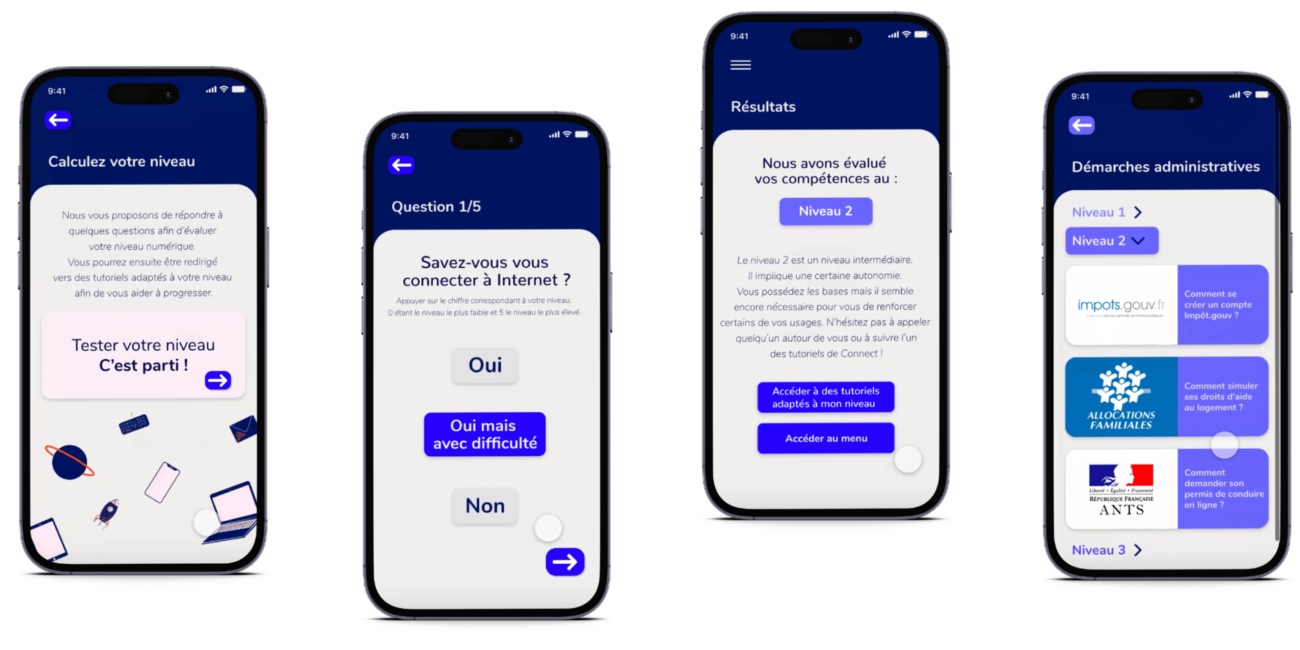 9:41
Calculez votre niveau
Nous vous proposons de répondre à
quelques questions afin d'évaluer
votre niveau numérique.
Vous pourrez ensuite être redirigé
vers des tutoriels adaptés à votre niveau
afin de vous aider à progresser.
Tester votre niveau
C'est parti !
9:41
Question 1/5
Savez-vous vous
connecter à Internet ?
Appuyer sur le chiffre correspondant à votre niveau.
0 étant le niveau le plus faible et 5 le niveau le plus élevé.
Oui
Oui mais
avec difficulté
Non
9:41
Résultats
Nous avons évalué
vos compétences au :
Niveau 2
Le niveau 2 est un niveau intermédiaire.
Il implique une certaine autonomie.
Vous possédez les bases mais il semble
encore nécessaire pour vous de renforcer
certains de vos usages. N'hésitez pas à appeler
quelqu'un autour de vous ou à suivre l'un
des tutoriels de Connect !
Accéder à des tutoriels
adaptés à mon niveau
Accéder au menu
9:41
Démarches administratives
Niveau 1
Niveau 2
impots.gouv.fr
Comment se
créer un compte
Impôt.gouv ?
ALLOCATIONS
FAMILIALES
Comment simuler
ses droits d'aide
au logement ?
Liberté • Égalité • Fraternité
RÉPUBLIQUE FRANÇAISE
ANTS
Comment
demander son
permis de conduire
en ligne ?
Niveau 3